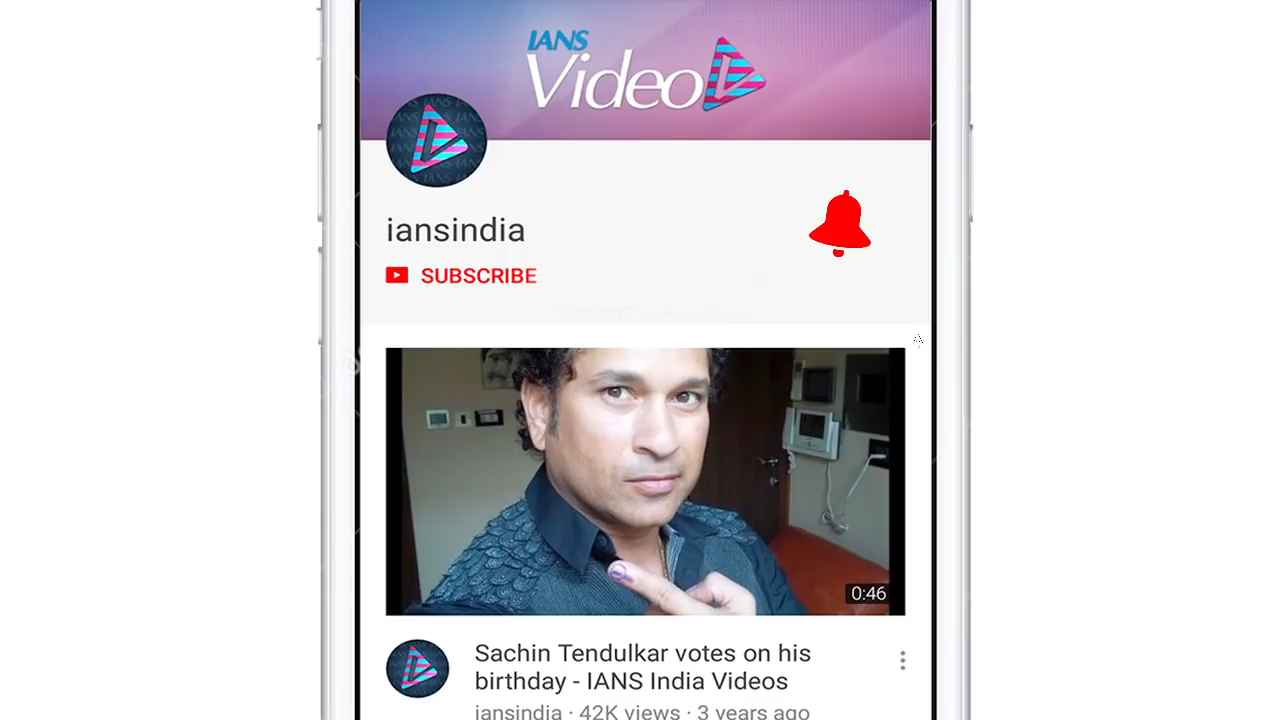 IANS
Video
iansindia
SUBSCRIBE
0:46
Sachin Tendulkar votes on his
birthday - IANS India Videos
iansindia · 42K views · 3 years ago